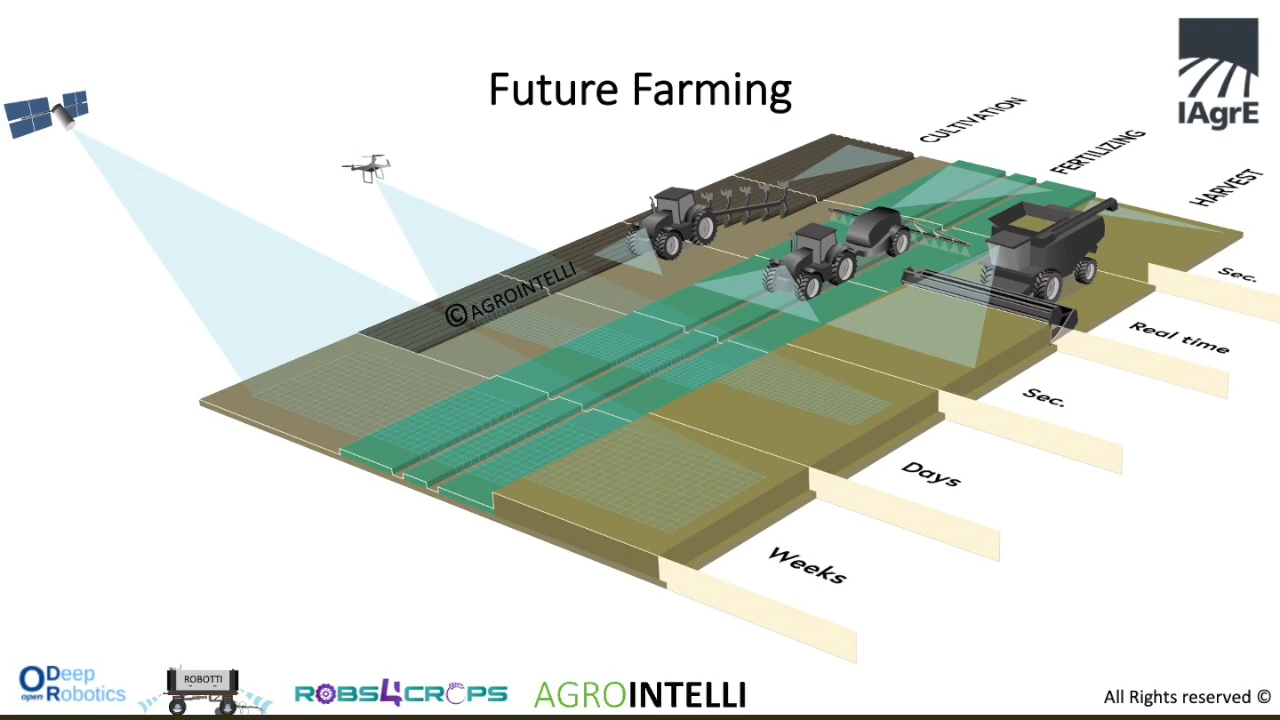 Future Farming
IAgrE
CULTIVATION
FERTILIZING
HARVEST
© AGROINTELLI
Sec.
Real time
Sec.
Days
Weeks
Deep
open Robotics
ROBOTTI
ROBS4CROPS
AGROINTELLI
All Rights reserved ©